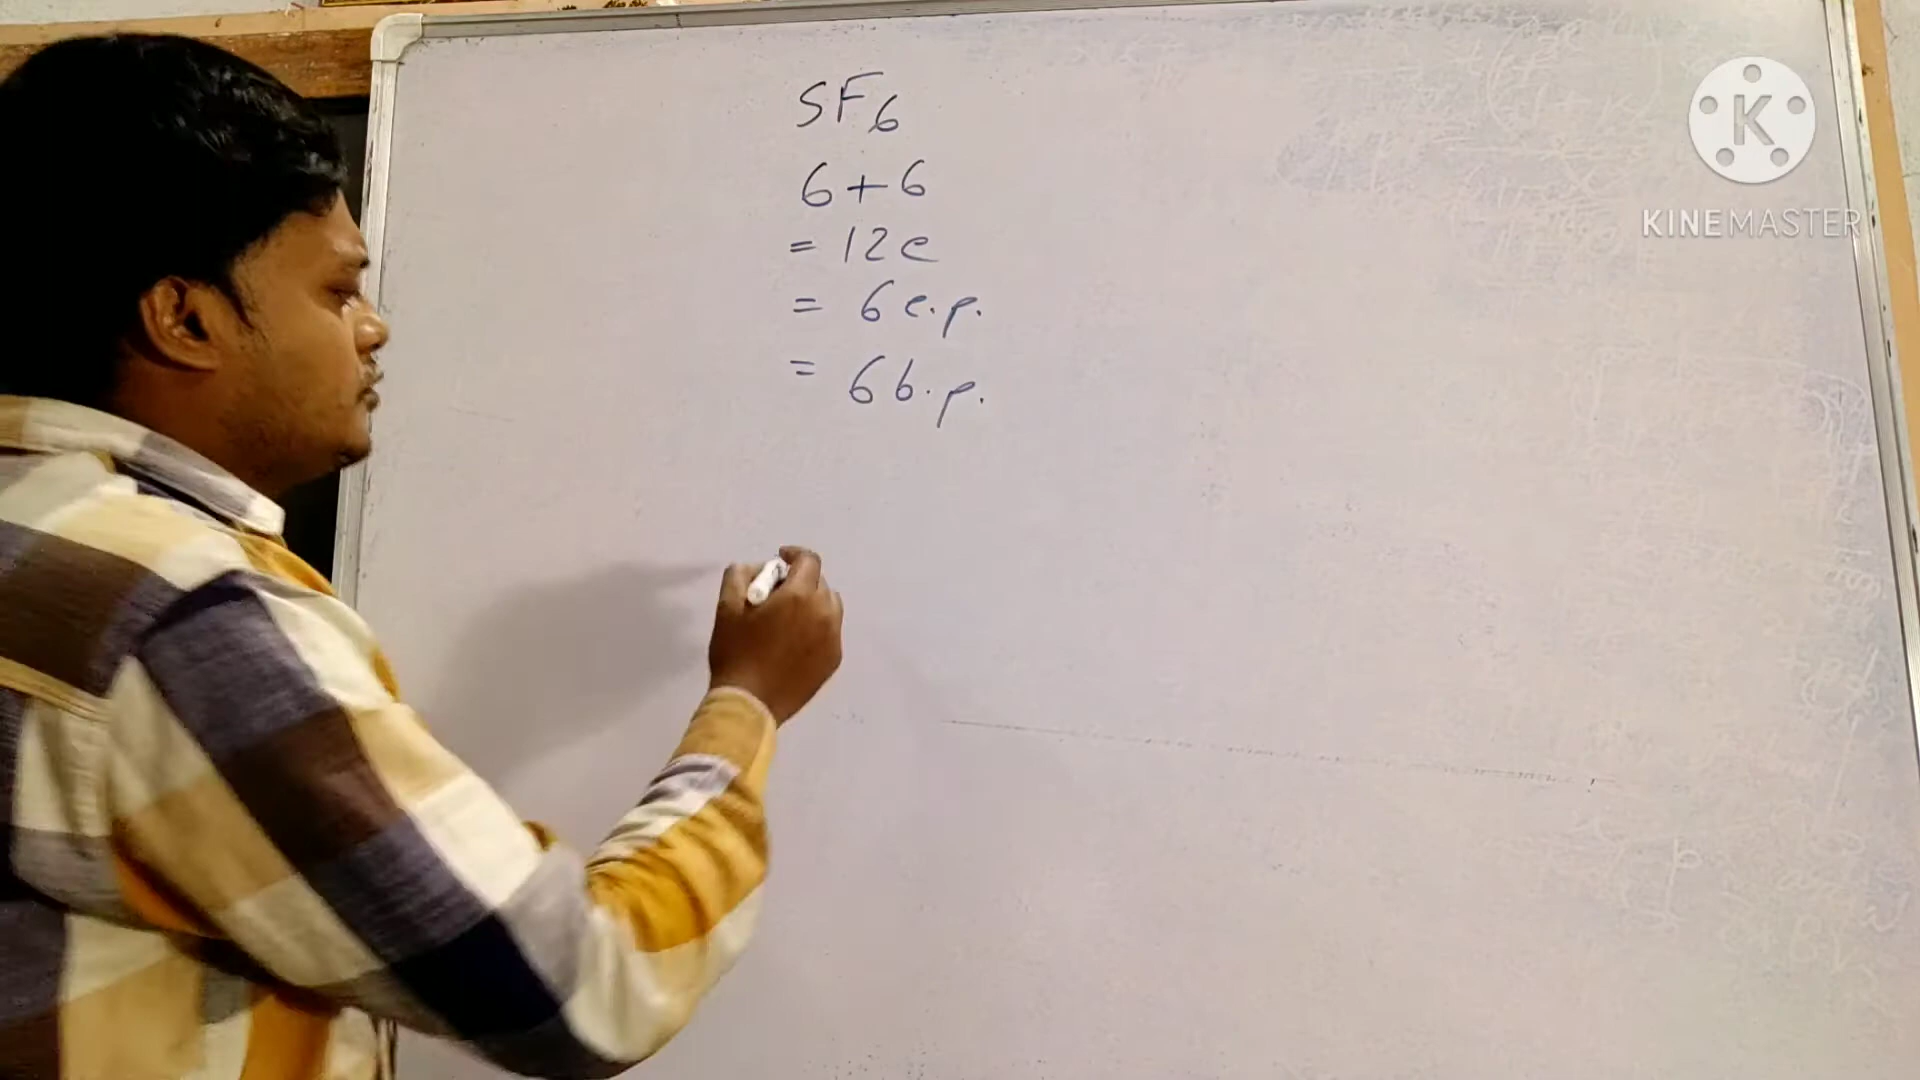 SF6
6+6
= 12e
= 6 e.p.
= 6 b.p.
K
KINEMASTER